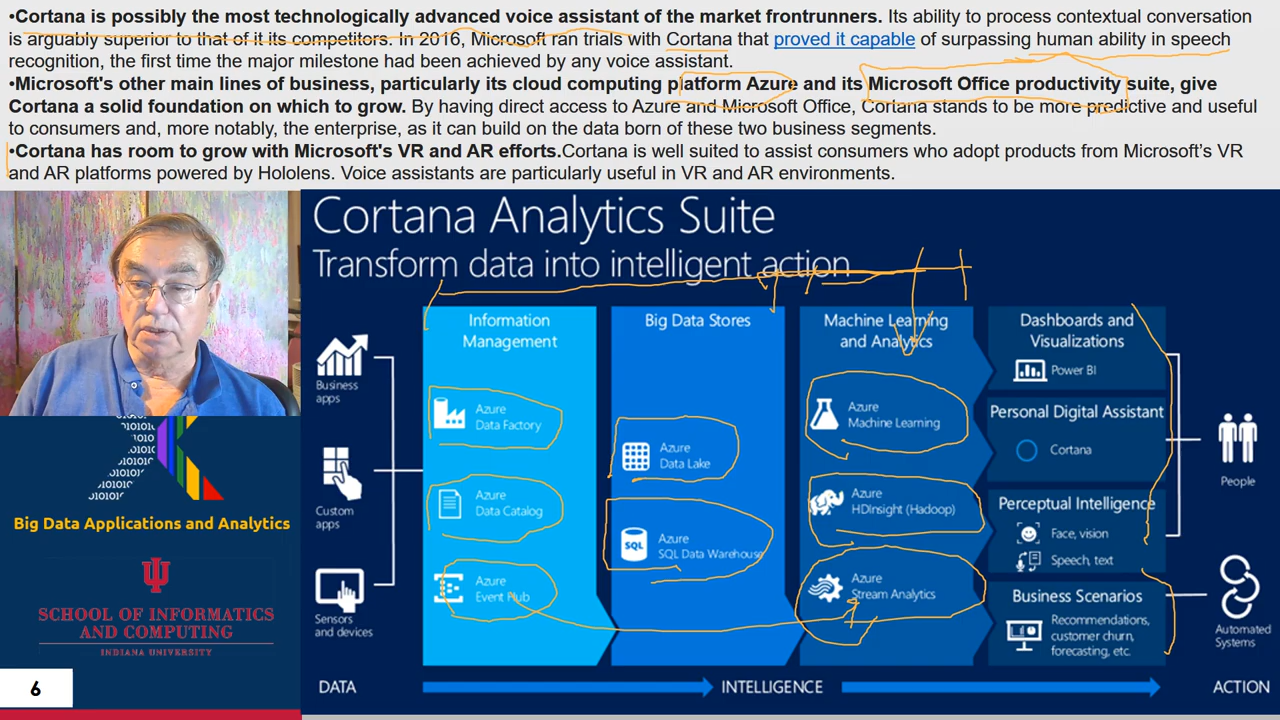 •Cortana is possibly the most technologically advanced voice assistant of the market frontrunners. Its ability to process contextual conversation
is arguably superior to that of it its competitors. In 2016, Microsoft ran trials with Cortana that proved it capable of surpassing human ability in speech
recognition, the first time the major milestone had been achieved by any voice assistant.
•Microsoft's other main lines of business, particularly its cloud computing platform Azure and its Microsoft Office productivity suite, give
Cortana a solid foundation on which to grow. By having direct access to Azure and Microsoft Office, Cortana stands to be more predictive and useful
to consumers and, more notably, the enterprise, as it can build on the data born of these two business segments.
•Cortana has room to grow with Microsoft's VR and AR efforts.Cortana is well suited to assist consumers who adopt products from Microsoft's VR
and AR platforms powered by Hololens. Voice assistants are particularly useful in VR and AR environments.
Cortana Analytics Suite
Transform data into intelligent action
Business
apps
Custom
apps
Sensors
and devices
Information
Management
Azure
Data Factory
Azure
Data Catalog
Azure
Event Hub
Big Data Stores
Azure
Data Lake
SQL
Azure
SQL Data Warehouse
Machine Learning
and Analytics
Azure
Machine Learning
Azure
HDInsight (Hadoop)
Azure
Stream Analytics
Dashboards and
Visualizations
Power BI
Personal Digital Assistant
Cortana
Perceptual Intelligence
Face, vision
Speech, text
Business Scenarios
Recommendations,
customer churn,
forecasting, etc.
People
Automated
Systems
DATA
INTELLIGENCE
ACTION
Big Data Applications and Analytics
SCHOOL OF INFORMATICS
AND COMPUTING
INDIANA UNIVERSITY
6